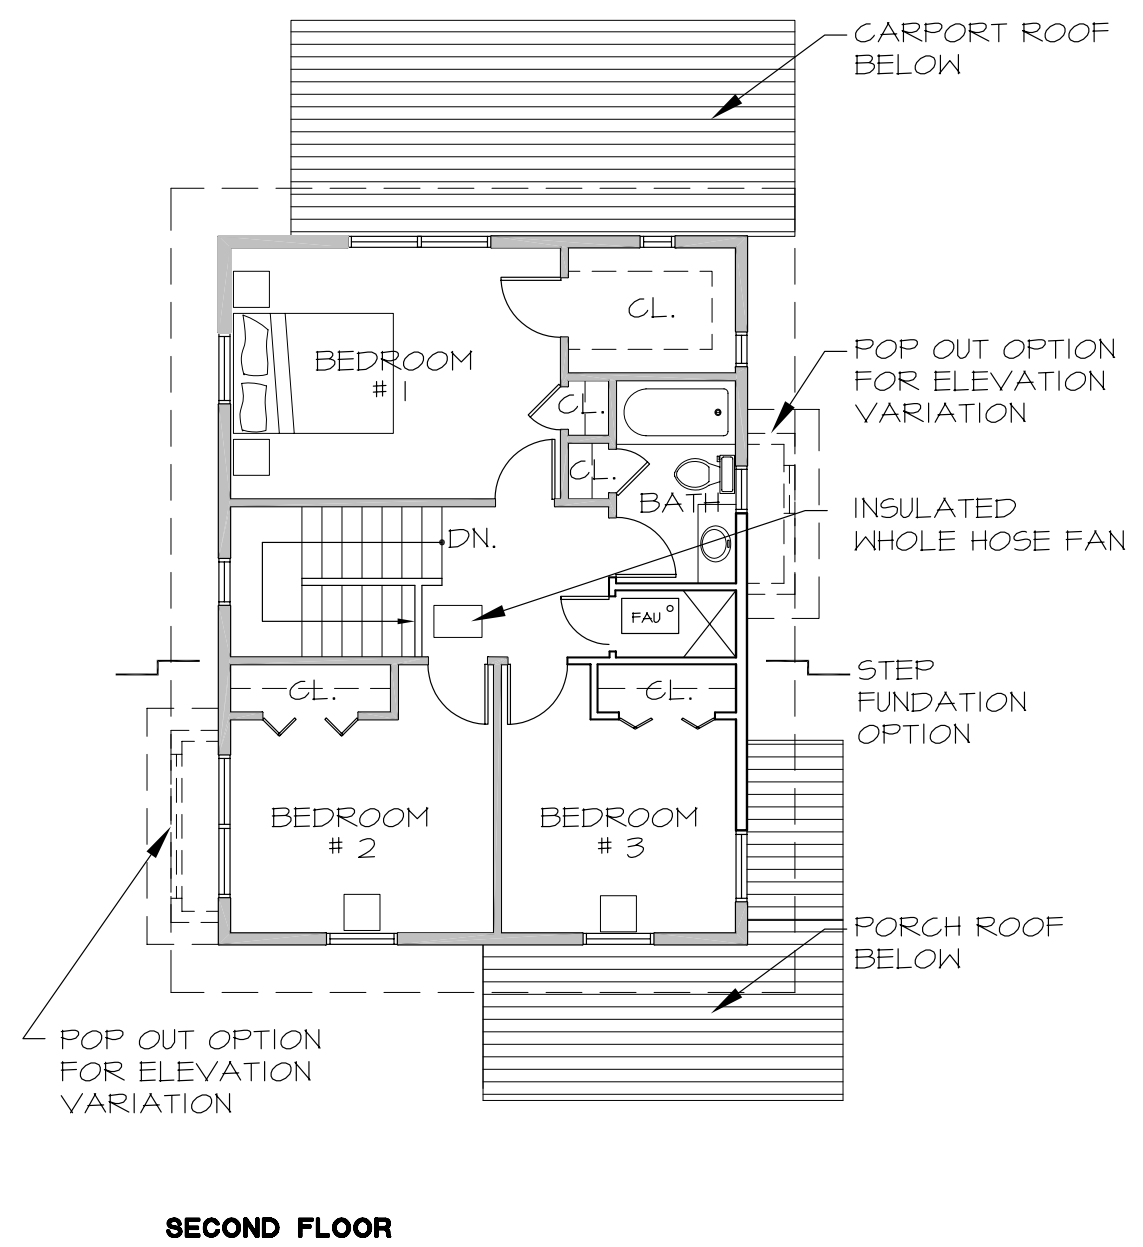 CARPORT ROOF
BELOW
CL.
POP OUT OPTION
FOR ELEVATION
VARIATION
BEDROOM
# 1
CL.
CL.
BATH
INSULATED
WHOLE HOSE FAN
DN.
FAU
STEP
FUNDATION
OPTION
CL.
CL.
BEDROOM
# 2
BEDROOM
# 3
PORCH ROOF
BELOW
POP OUT OPTION
FOR ELEVATION
VARIATION
SECOND FLOOR